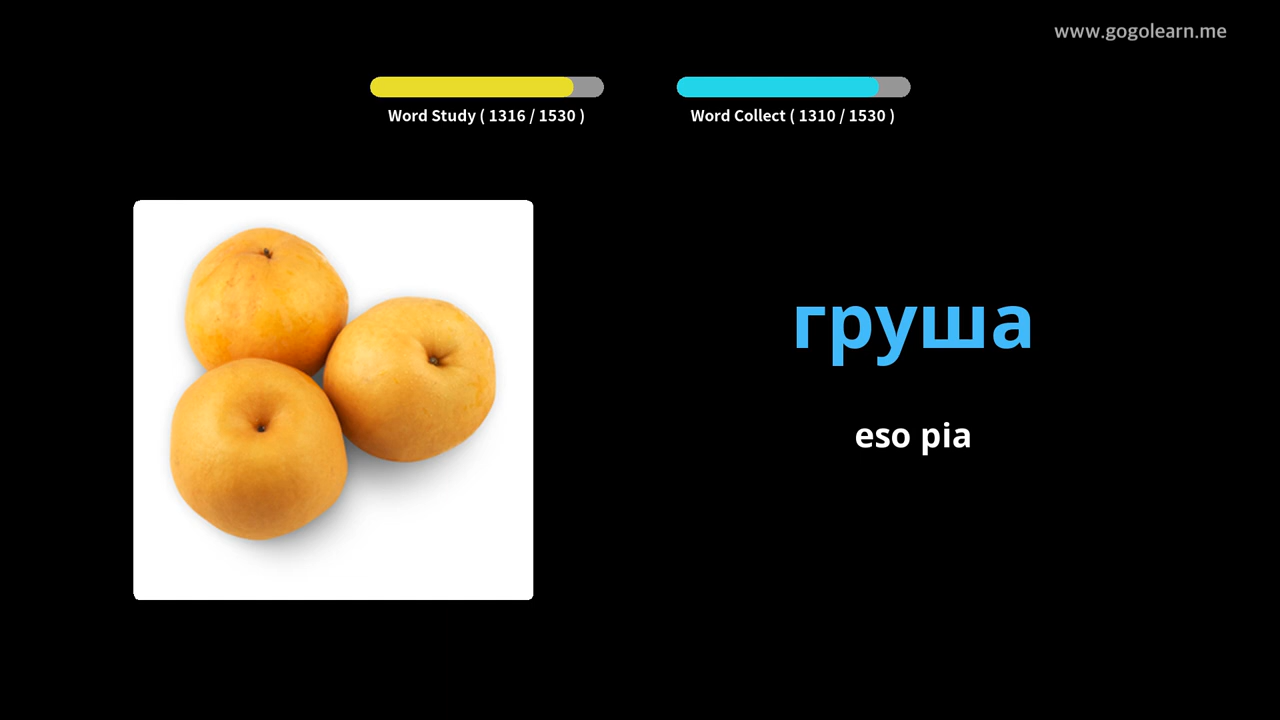 www.gogolearn.me
Word Study ( 1316 / 1530 )
Word Collect ( 1310 / 1530 )
груша
eso pia